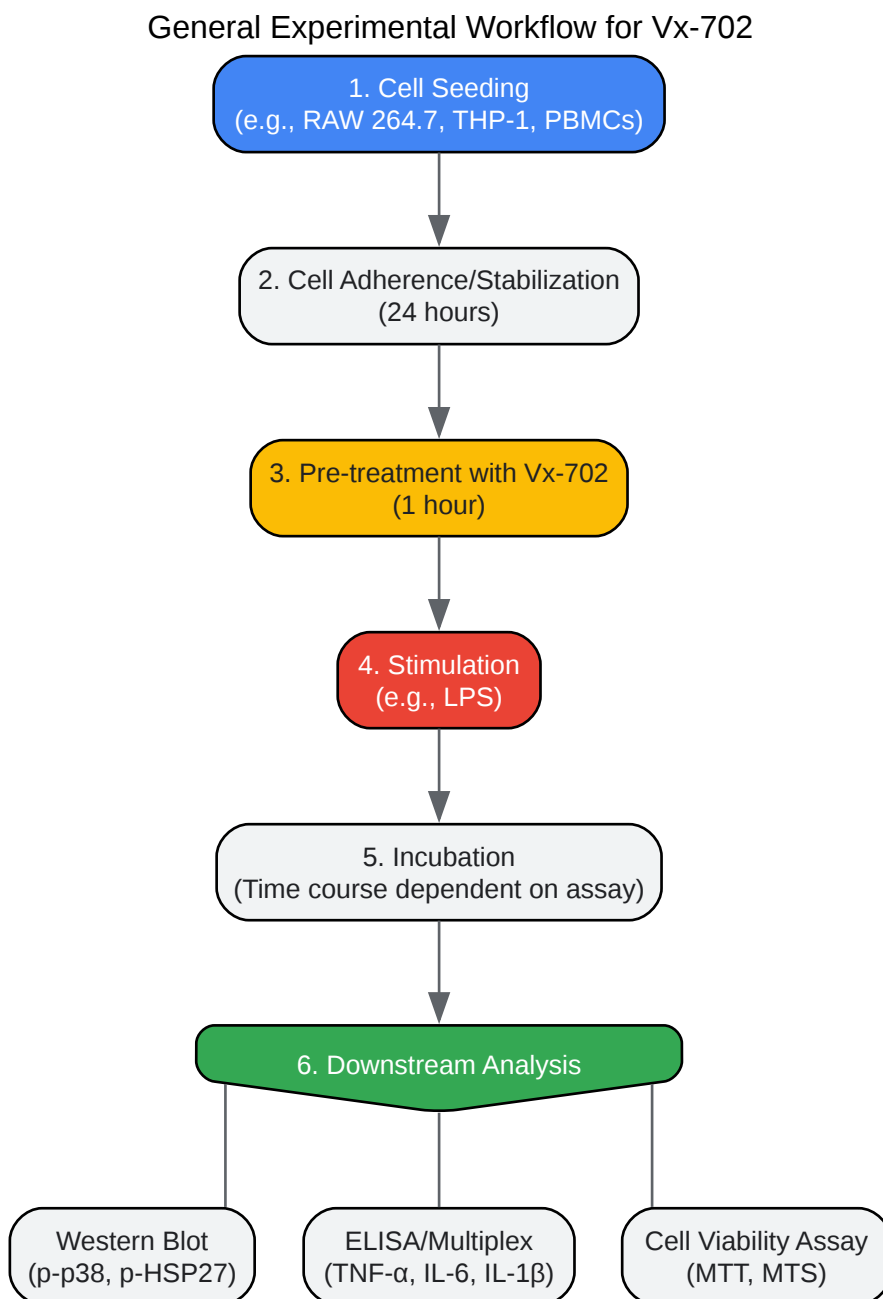 General Experimental Workflow for Vx-702
1. Cell Seeding
(e.g., RAW 264.7, THP-1, PBMCs)
2. Cell Adherence/Stabilization
(24 hours)
3. Pre-treatment with Vx-702
(1 hour)
4. Stimulation
(e.g., LPS)
5. Incubation
(Time course dependent on assay)
6. Downstream Analysis
Western Blot
(p-p38, p-HSP27)
ELISA/Multiplex
(TNF-α, IL-6, IL-1β)
Cell Viability Assay
(MTT, MTS)